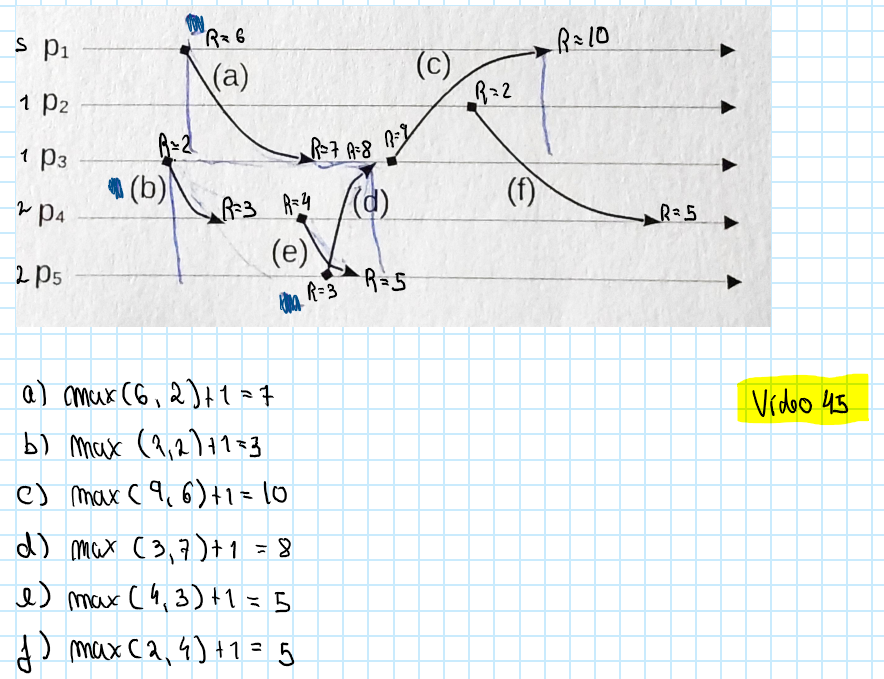 R=6
R=10
5 p1
(a)
(c)
R=2
1 p2
R=2
R=7
R=8
R=9
1 p3
(b)
R=3
R=4
(d)
(f)
R=5
2 p4
(e)
R=3
R=5
2 p5
a) max(6,2)+1=7
Vídeo 45
b) max (2,2)+1=3
c) max(9,6)+1=10
d) max (3,7)+1=8
e) max(4,3)+1=5
f) max(2,4)+1=5